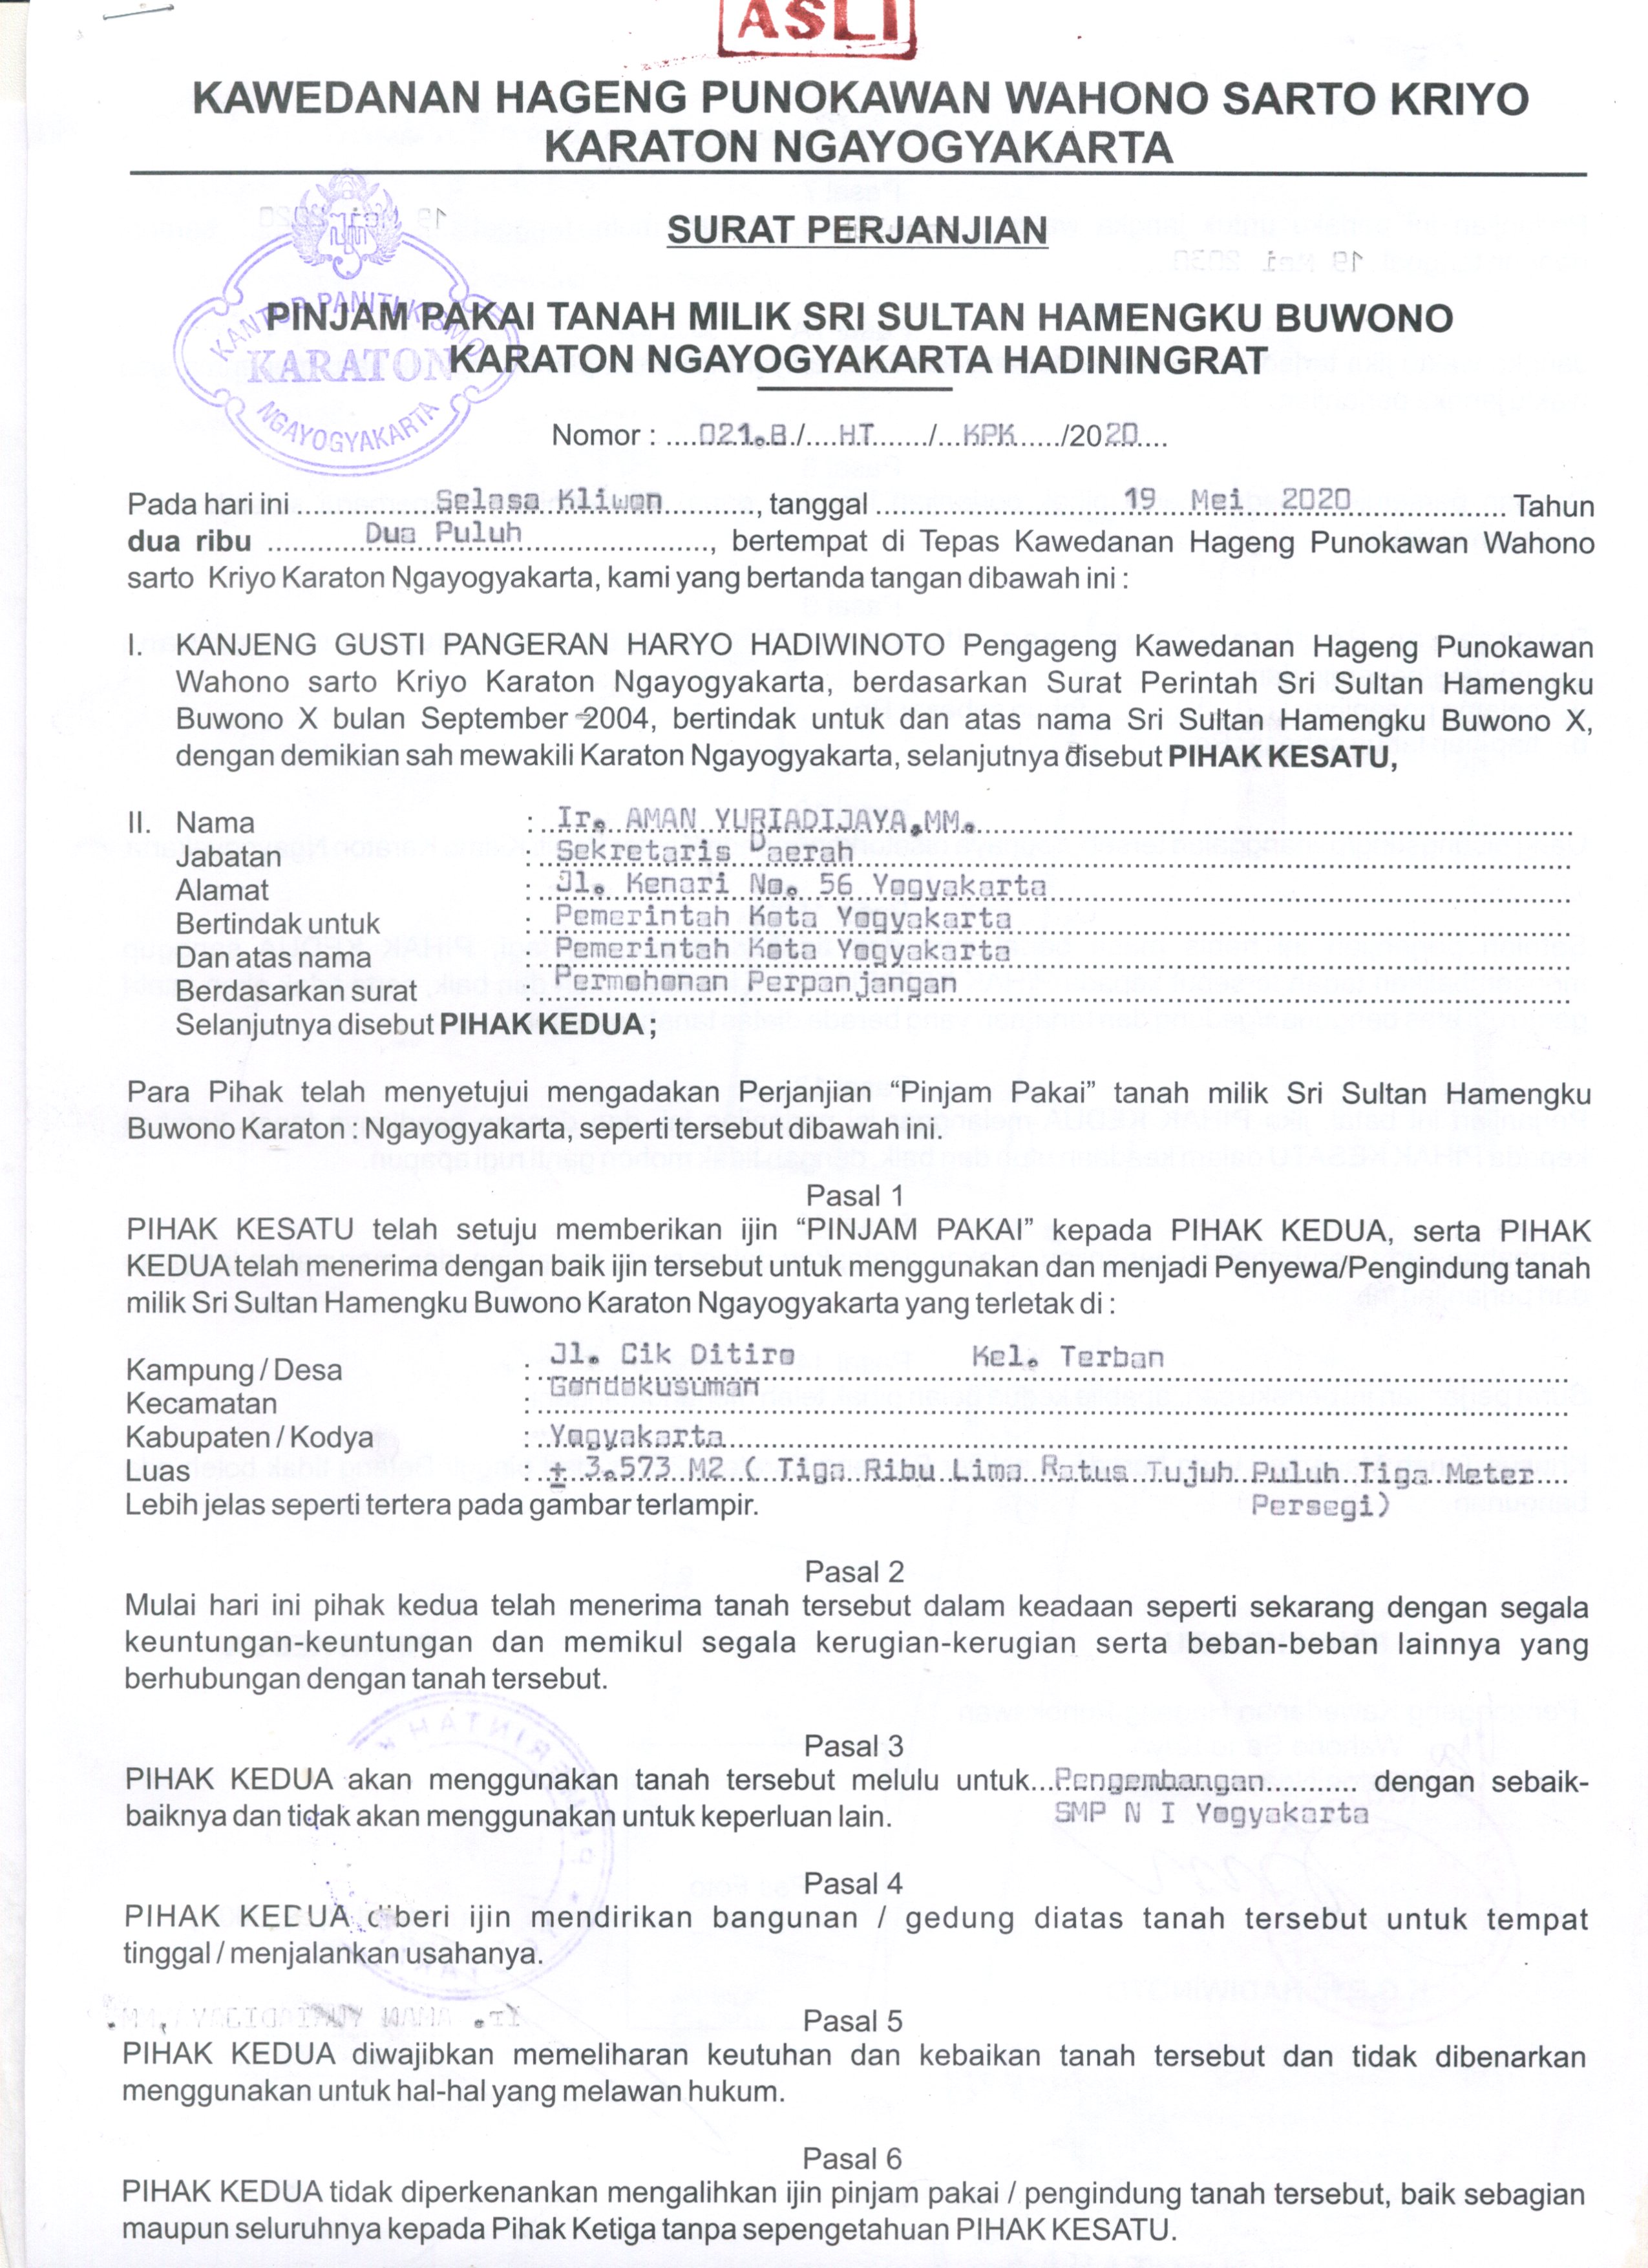 ASLI
KAWEDANAN HAGENG PUNOKAWAN WAHONO SARTO KRIYO
KARATON NGAYOGYAKARTA
SURAT PERJANJIAN
KANTOR PANITI KISMO
KARATON
NGAYOGYAKARTA
PINJAM PAKAI TANAH MILIK SRI SULTAN HAMENGKU BUWONO
KARATON NGAYOGYAKARTA HADININGRAT
Nomor : ....021.B./....HT......./...KPK....../2020........
Pada hari ini ...Selasa Kliwon..., tanggal ...19 Mei 2020... Tahun
dua ribu ...Dua Puluh..., bertempat di Tepas Kawedanan Hageng Punokawan Wahono
sarto Kriyo Karaton Ngayogyakarta, kami yang bertanda tangan dibawah ini :
I. KANJENG GUSTI PANGERAN HARYO HADIWINOTO Pengageng Kawedanan Hageng Punokawan
Wahono sarto Kriyo Karaton Ngayogyakarta, berdasarkan Surat Perintah Sri Sultan Hamengku
Buwono X bulan September 2004, bertindak untuk dan atas nama Sri Sultan Hamengku Buwono X,
dengan demikian sah mewakili Karaton Ngayogyakarta, selanjutnya disebut PIHAK KESATU,
II. Nama : Ir. AMAN YURIADIJAYA,MM.
Jabatan : Sekretaris Daerah
Alamat : Jl. Kenari No. 56 Yogyakarta
Bertindak untuk : Pemerintah Kota Yogyakarta
Dan atas nama : Pemerintah Kota Yogyakarta
Berdasarkan surat : Permohonan Perpanjangan
Selanjutnya disebut PIHAK KEDUA ;
Para Pihak telah menyetujui mengadakan Perjanjian “Pinjam Pakai” tanah milik Sri Sultan Hamengku
Buwono Karaton : Ngayogyakarta, seperti tersebut dibawah ini.
Pasal 1
PIHAK KESATU telah setuju memberikan ijin “PINJAM PAKAI” kepada PIHAK KEDUA, serta PIHAK
KEDUA telah menerima dengan baik ijin tersebut untuk menggunakan dan menjadi Penyewa/Pengindung tanah
milik Sri Sultan Hamengku Buwono Karaton Ngayogyakarta yang terletak di :
Kampung / Desa : Jl. Cik Ditiro Kel. Terban
Kecamatan : Gondokusuman
Kabupaten / Kodya : Yogyakarta
Luas : ± 3.573 M2 ( Tiga Ribu Lima Ratus Tujuh Puluh Tiga Meter
Lebih jelas seperti tertera pada gambar terlampir. Persegi)
Pasal 2
Mulai hari ini pihak kedua telah menerima tanah tersebut dalam keadaan seperti sekarang dengan segala
keuntungan-keuntungan dan memikul segala kerugian-kerugian serta beban-beban lainnya yang
berhubungan dengan tanah tersebut.
Pasal 3
PIHAK KEDUA akan menggunakan tanah tersebut melulu untuk...Pengembangan........... dengan sebaik-
baiknya dan tidak akan menggunakan untuk keperluan lain. SMP N I Yogyakarta
Pasal 4
PIHAK KEDUA diberi ijin mendirikan bangunan / gedung diatas tanah tersebut untuk tempat
tinggal / menjalankan usahanya.
Pasal 5
PIHAK KEDUA diwajibkan memeliharan keutuhan dan kebaikan tanah tersebut dan tidak dibenarkan
menggunakan untuk hal-hal yang melawan hukum.
Pasal 6
PIHAK KEDUA tidak diperkenankan mengalihkan ijin pinjam pakai / pengindung tanah tersebut, baik sebagian
maupun seluruhnya kepada Pihak Ketiga tanpa sepengetahuan PIHAK KESATU.